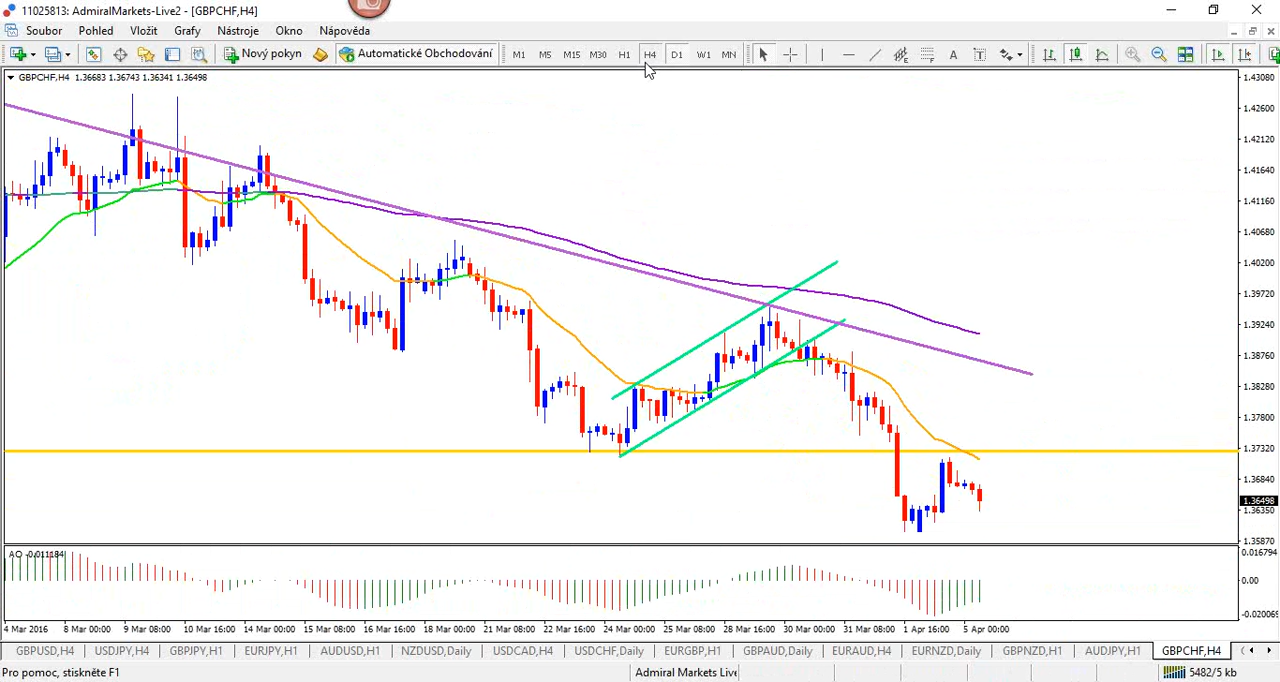 11025813: AdmiralMarkets-Live2 - [GBPCHF,H4]
Soubor Pohled Vložit Grafy Nástroje Okno Nápověda
Nový pokyn Automatické Obchodování M1 M5 M15 M30 H1 H4 D1 W1 MN A T
GBPCHF,H4 1.36683 1.36743 1.36341 1.36498
1.43080
1.42600
1.42120
1.41640
1.41160
1.40680
1.40200
1.39720
1.39240
1.38760
1.38280
1.37800
1.37320
1.36840
1.36498
1.36350
1.35870
AO -0.011184
0.016794
0.00
-0.020069
4 Mar 2016 8 Mar 00:00 9 Mar 08:00 10 Mar 16:00 14 Mar 00:00 15 Mar 08:00 16 Mar 16:00 18 Mar 00:00 21 Mar 08:00 22 Mar 16:00 24 Mar 00:00 25 Mar 08:00 28 Mar 16:00 30 Mar 00:00 31 Mar 08:00 1 Apr 16:00 5 Apr 00:00
GBPUSD,H4 USDJPY,H4 GBPJPY,H1 EURJPY,H1 AUDUSD,H1 NZDUSD,Daily USDCAD,H4 USDCHF,Daily EURGBP,H1 GBPAUD,Daily EURAUD,H4 EURNZD,Daily GBPNZD,H1 AUDJPY,H1 GBPCHF,H4
Pro pomoc, stiskněte F1 Admiral Markets Live 5482/5 kb